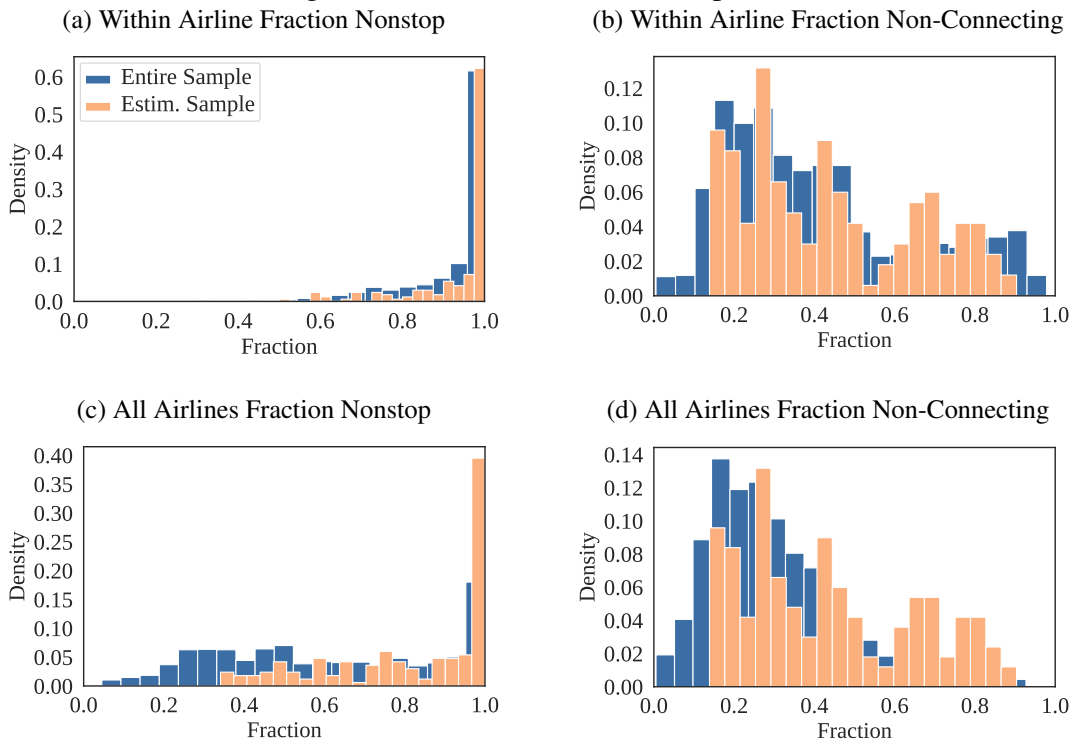 (a) Within Airline Fraction Nonstop
(b) Within Airline Fraction Non-Connecting
Entire Sample
Estim. Sample
0.6
0.5
0.4
0.3
0.2
0.1
0.0
Density
0.0 0.2 0.4 0.6 0.8 1.0
Fraction
0.12
0.10
0.08
0.06
0.04
0.02
0.00
Density
0.0 0.2 0.4 0.6 0.8 1.0
Fraction
(c) All Airlines Fraction Nonstop
(d) All Airlines Fraction Non-Connecting
0.40
0.35
0.30
0.25
0.20
0.15
0.10
0.05
0.00
Density
0.0 0.2 0.4 0.6 0.8 1.0
Fraction
0.14
0.12
0.10
0.08
0.06
0.04
0.02
0.00
Density
0.0 0.2 0.4 0.6 0.8 1.0
Fraction